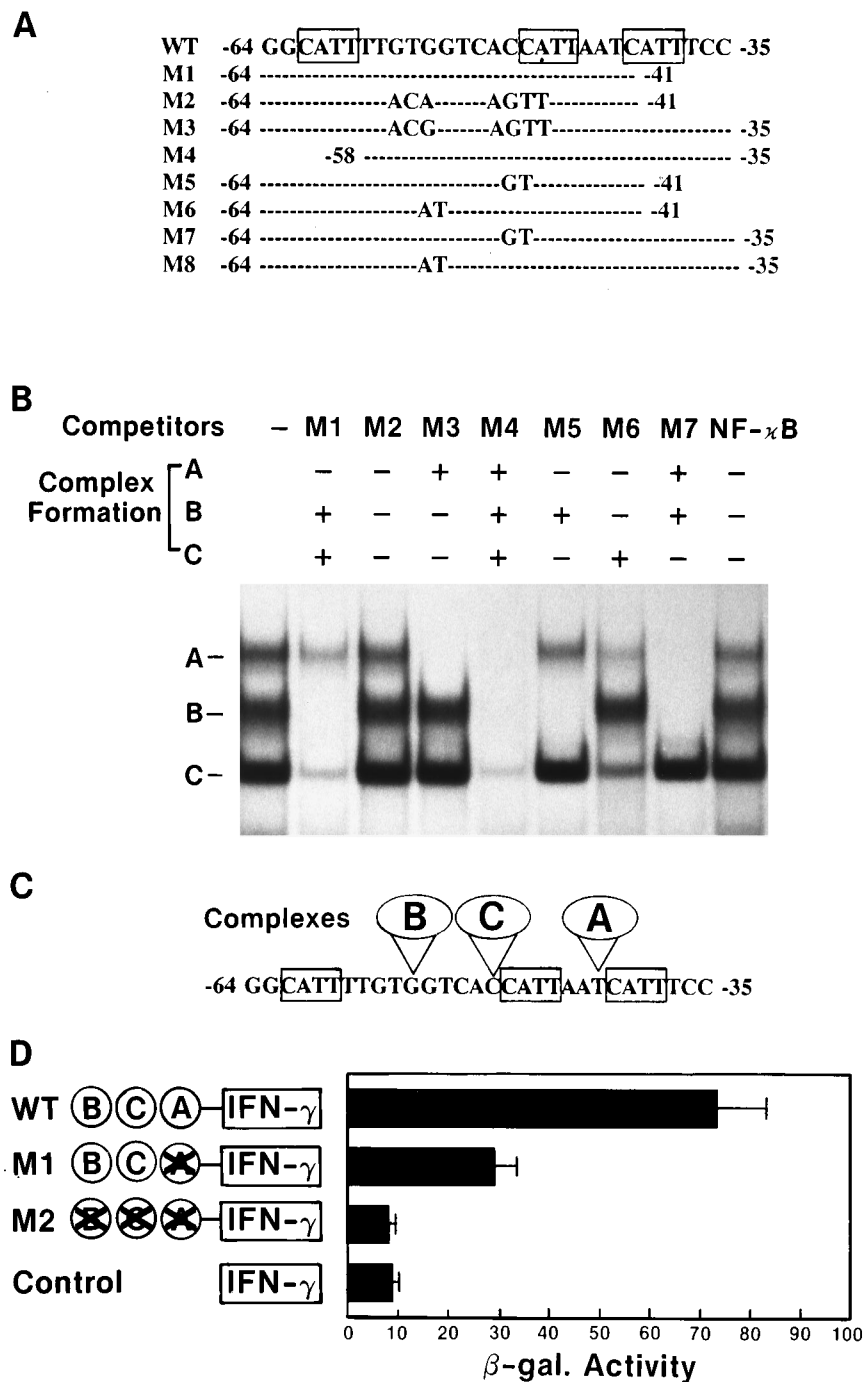 A
WT -64 GGCATTTTGTGGTCACCATTAATCATTTCC -35
M1 -64 ---------------------------------------------- -41
M2 -64 ----------------ACA------AGTT------------ -41
M3 -64 ----------------ACG------AGTT---------------------- -35
M4 -58 --------------------------------------------- -35
M5 -64 ------------------------------GT-------------- -41
M6 -64 --------------------AT------------------------ -41
M7 -64 ------------------------------GT------------------------- -35
M8 -64 --------------------AT----------------------------------- -35
B
Competitors – M1 M2 M3 M4 M5 M6 M7 NF-κB
Complex Formation
A – – + + – – + –
B + – – + + – + –
C + – – + – + – –
A–
B–
C–
C
Complexes B C A
-64 GGCATTTTGTGGTCACCATTAATCATTTCC -35
D
WT B C A IFN-γ
M1 B C A IFN-γ
M2 B C A IFN-γ
Control IFN-γ
0 10 20 30 40 50 60 70 80 90 100
β-gal. Activity